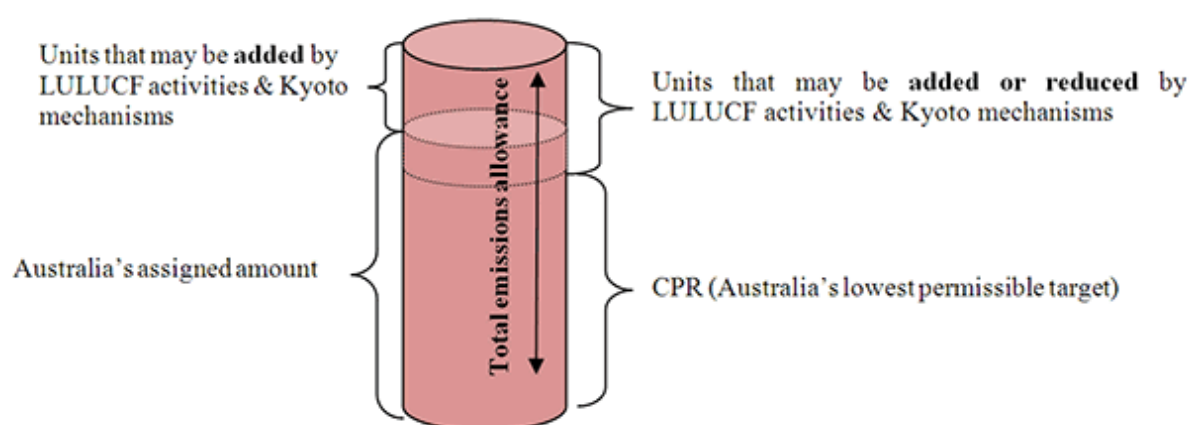 Units that may be added by
LULUCF activities & Kyoto
mechanisms
Units that may be added or reduced by
LULUCF activities & Kyoto mechanisms
Total emissions allowance
Australia's assigned amount
CPR (Australia's lowest permissible target)